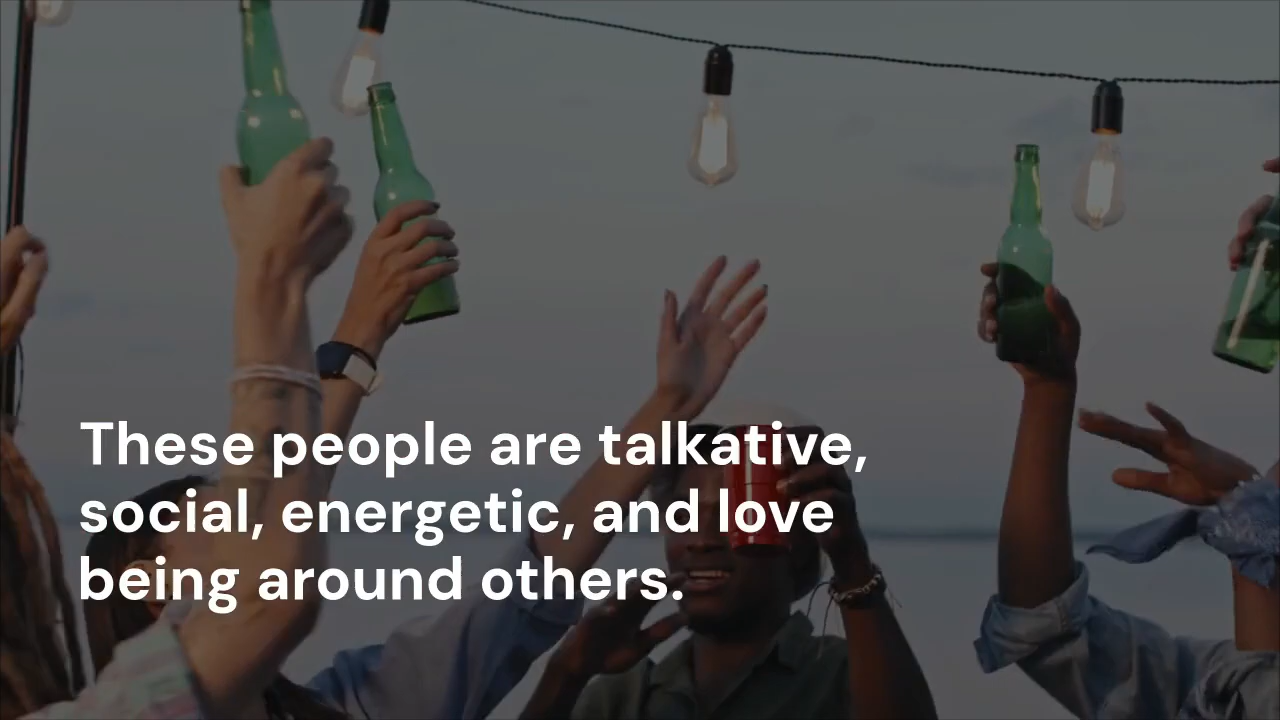 These people are talkative,
social, energetic, and love
being around others.